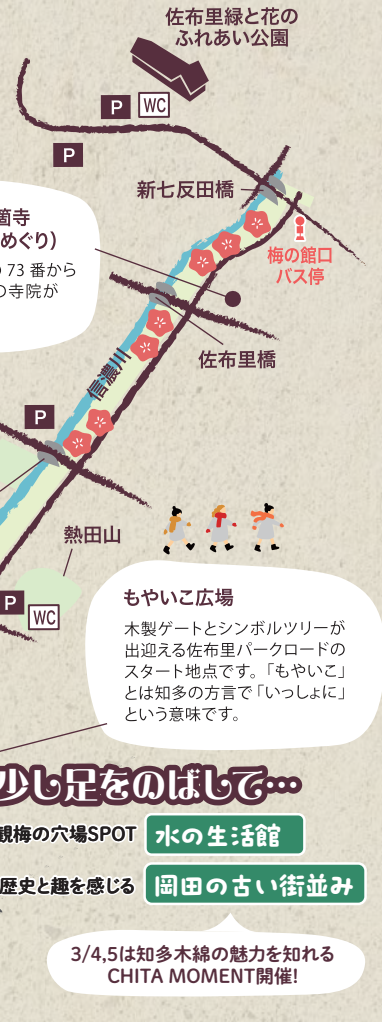 佐布里緑と花の
ふれあい公園
P
WC
P
新七反田橋
梅の館口
バス停
箇寺
めぐり）
73 番から
の寺院が
佐布里橋
信濃川
P
熱田山
P
WC
もやいこ広場
木製ゲートとシンボルツリーが
出迎える佐布里パークロードの
スタート地点です。「もやいこ」
とは知多の方言で「いっしょに」
という意味です。
少し足をのばして…
観梅の穴場SPOT 水の生活館
歴史と趣を感じる 岡田の古い街並み
3/4,5は知多木綿の魅力を知れる
CHITA MOMENT開催!